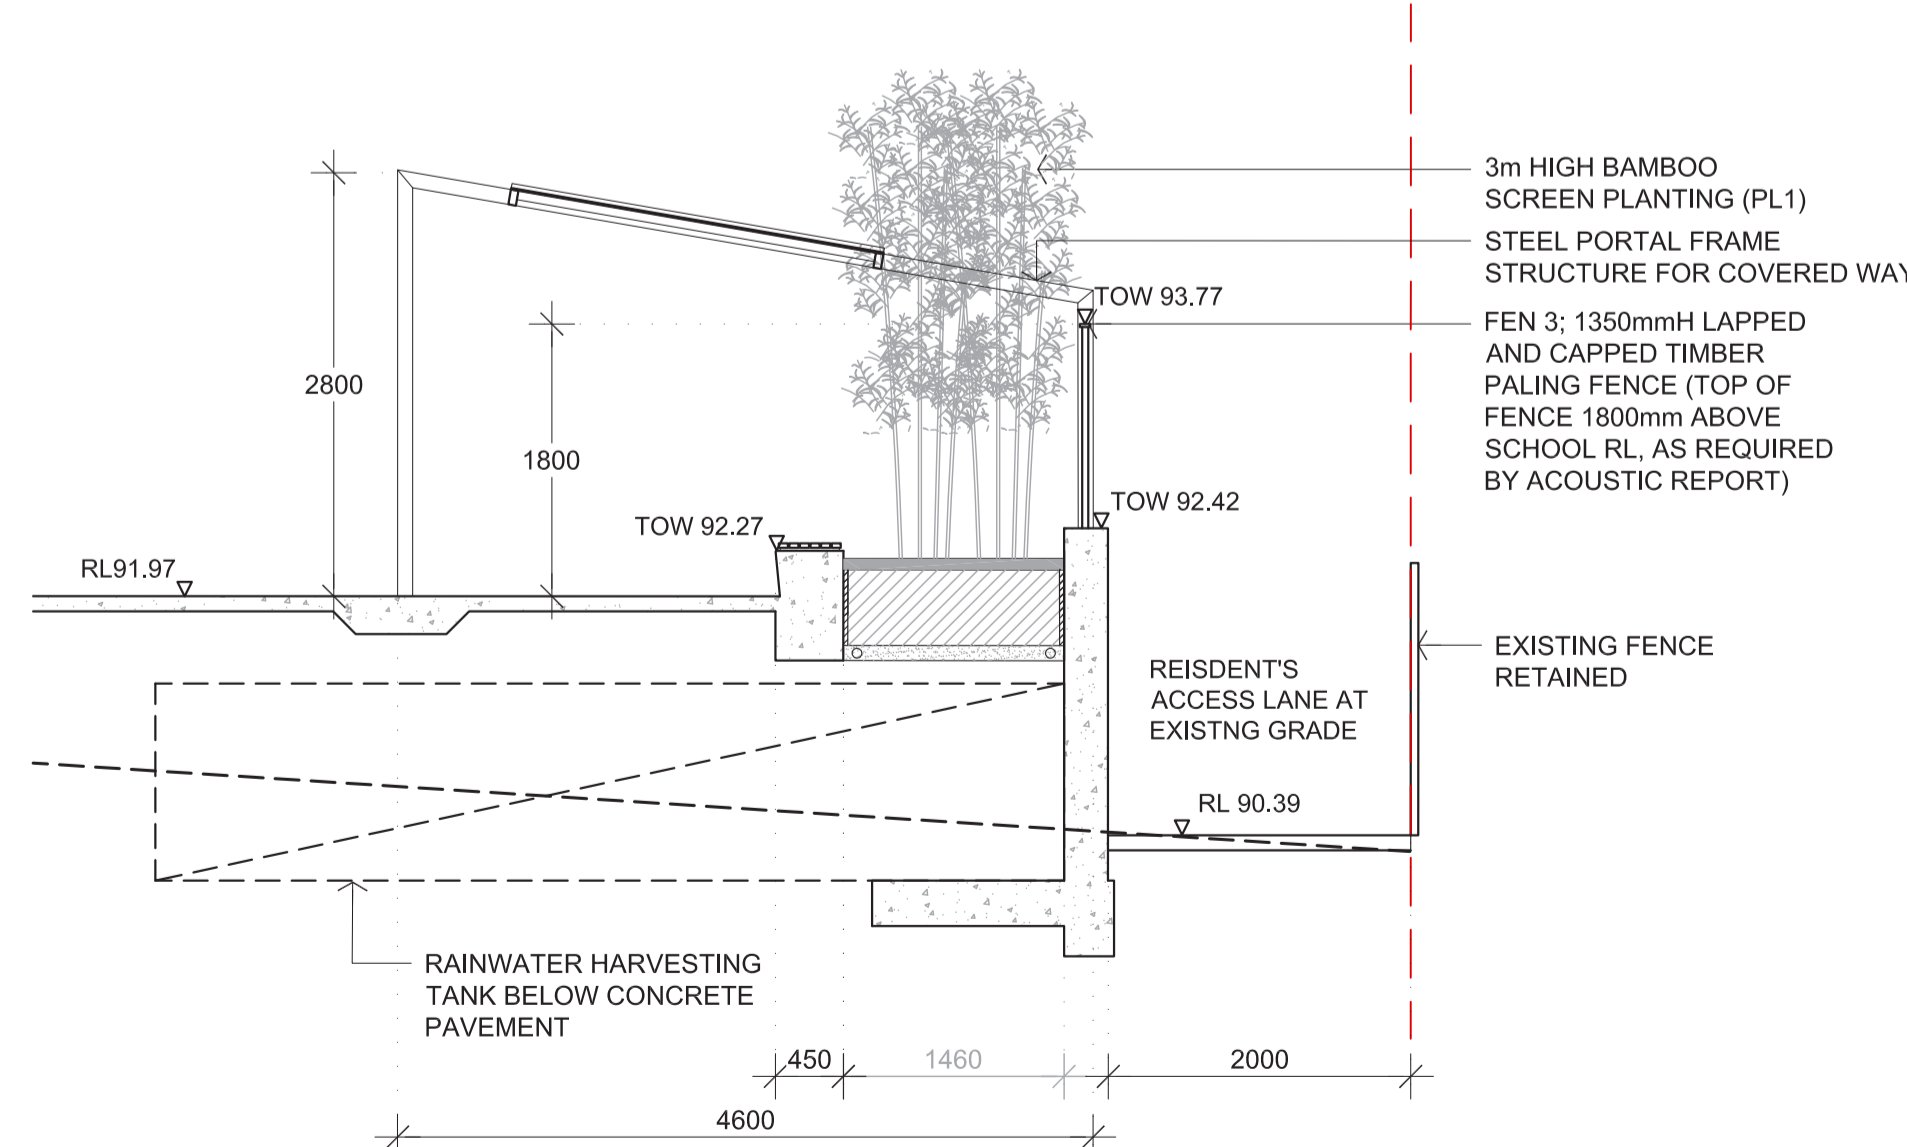 3m HIGH BAMBOO
SCREEN PLANTING (PL1)
STEEL PORTAL FRAME
STRUCTURE FOR COVERED WAY
TOW 93.77
FEN 3; 1350mmH LAPPED
AND CAPPED TIMBER
PALING FENCE (TOP OF
FENCE 1800mm ABOVE
SCHOOL RL, AS REQUIRED
BY ACOUSTIC REPORT)
2800
1800
TOW 92.42
TOW 92.27
RL91.97
EXISTING FENCE
RETAINED
REISDENT'S
ACCESS LANE AT
EXISTNG GRADE
RL 90.39
RAINWATER HARVESTING
TANK BELOW CONCRETE
PAVEMENT
450
1460
2000
4600